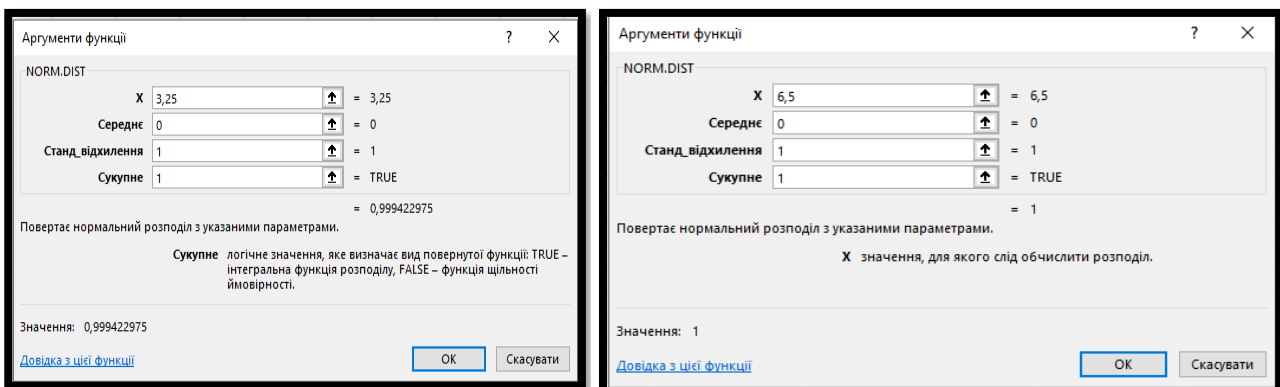 Аргументи функції ? ×
NORM.DIST
X 3,25 = 3,25
Середнє 0 = 0
Станд_відхилення 1 = 1
Сукупне 1 = TRUE
= 0,999422975
Повертає нормальний розподіл з указаними параметрами.
Сукупне логічне значення, яке визначає вид повернутої функції: TRUE –
інтегральна функція розподілу, FALSE – функція щільності
ймовірності.
Значення: 0,999422975
Довідка з цієї функції OK Скасувати
Аргументи функції ? ×
NORM.DIST
X 6,5 = 6,5
Середнє 0 = 0
Станд_відхилення 1 = 1
Сукупне 1 = TRUE
= 1
Повертає нормальний розподіл з указаними параметрами.
X значення, для якого слід обчислити розподіл.
Значення: 1
Довідка з цієї функції OK Скасувати